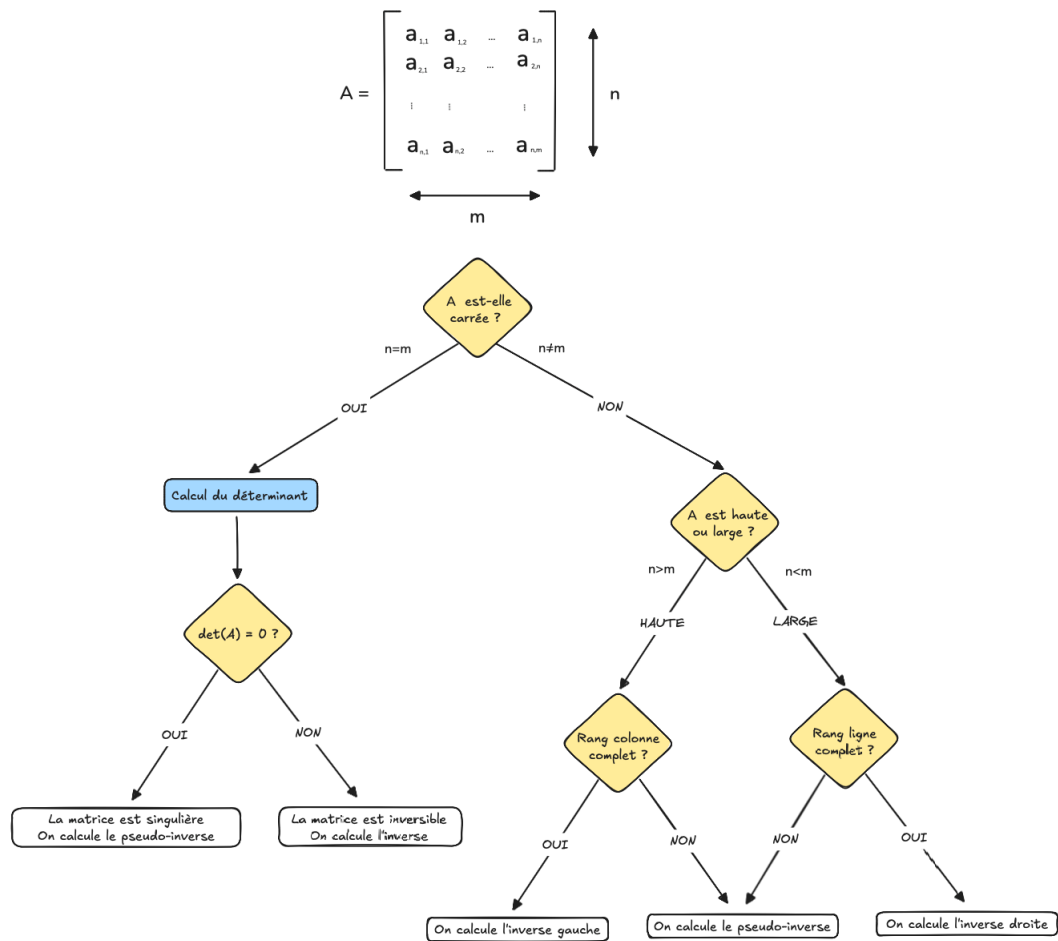 a1,1 a1,2 ... a1,n
a2,1 a2,2 ... a2,n
A =
⋮ ⋮ ⋮
n
an,1 an,2 ... an,m
m
A est-elle
carrée ?
n=m
n≠m
OUI
NON
Calcul du déterminant
A est haute
ou large ?
n>m
n<m
HAUTE
LARGE
det(A) = 0 ?
OUI
NON
Rang colonne
complet ?
Rang ligne
complet ?
La matrice est singulière
On calcule le pseudo-inverse
La matrice est inversible
On calcule l'inverse
OUI
NON
NON
OUI
On calcule l'inverse gauche
On calcule le pseudo-inverse
On calcule l'inverse droite